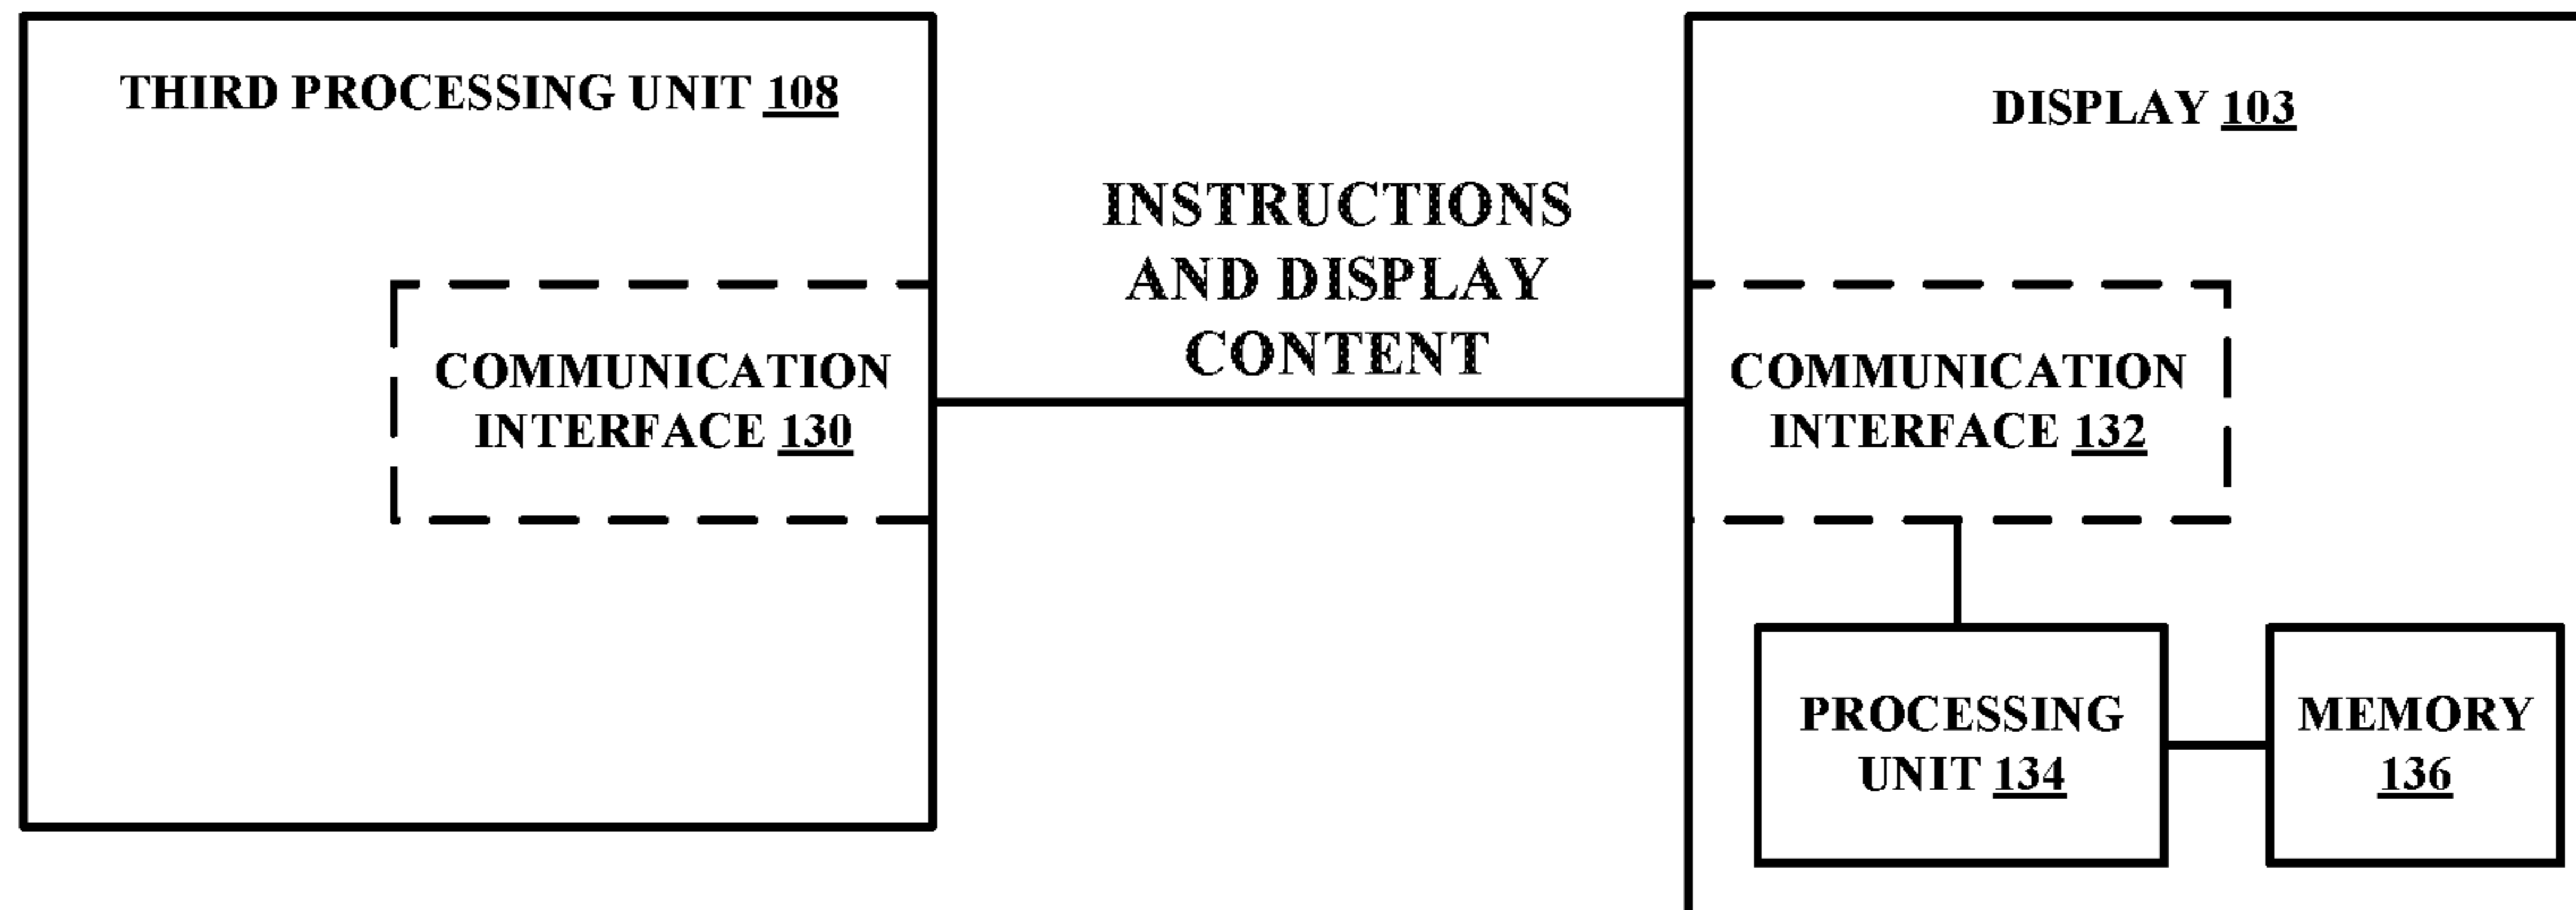 THIRD PROCESSING UNIT 108
DISPLAY 103
INSTRUCTIONS
AND DISPLAY
CONTENT
COMMUNICATION
INTERFACE 130
COMMUNICATION
INTERFACE 132
PROCESSING
UNIT 134
MEMORY
136